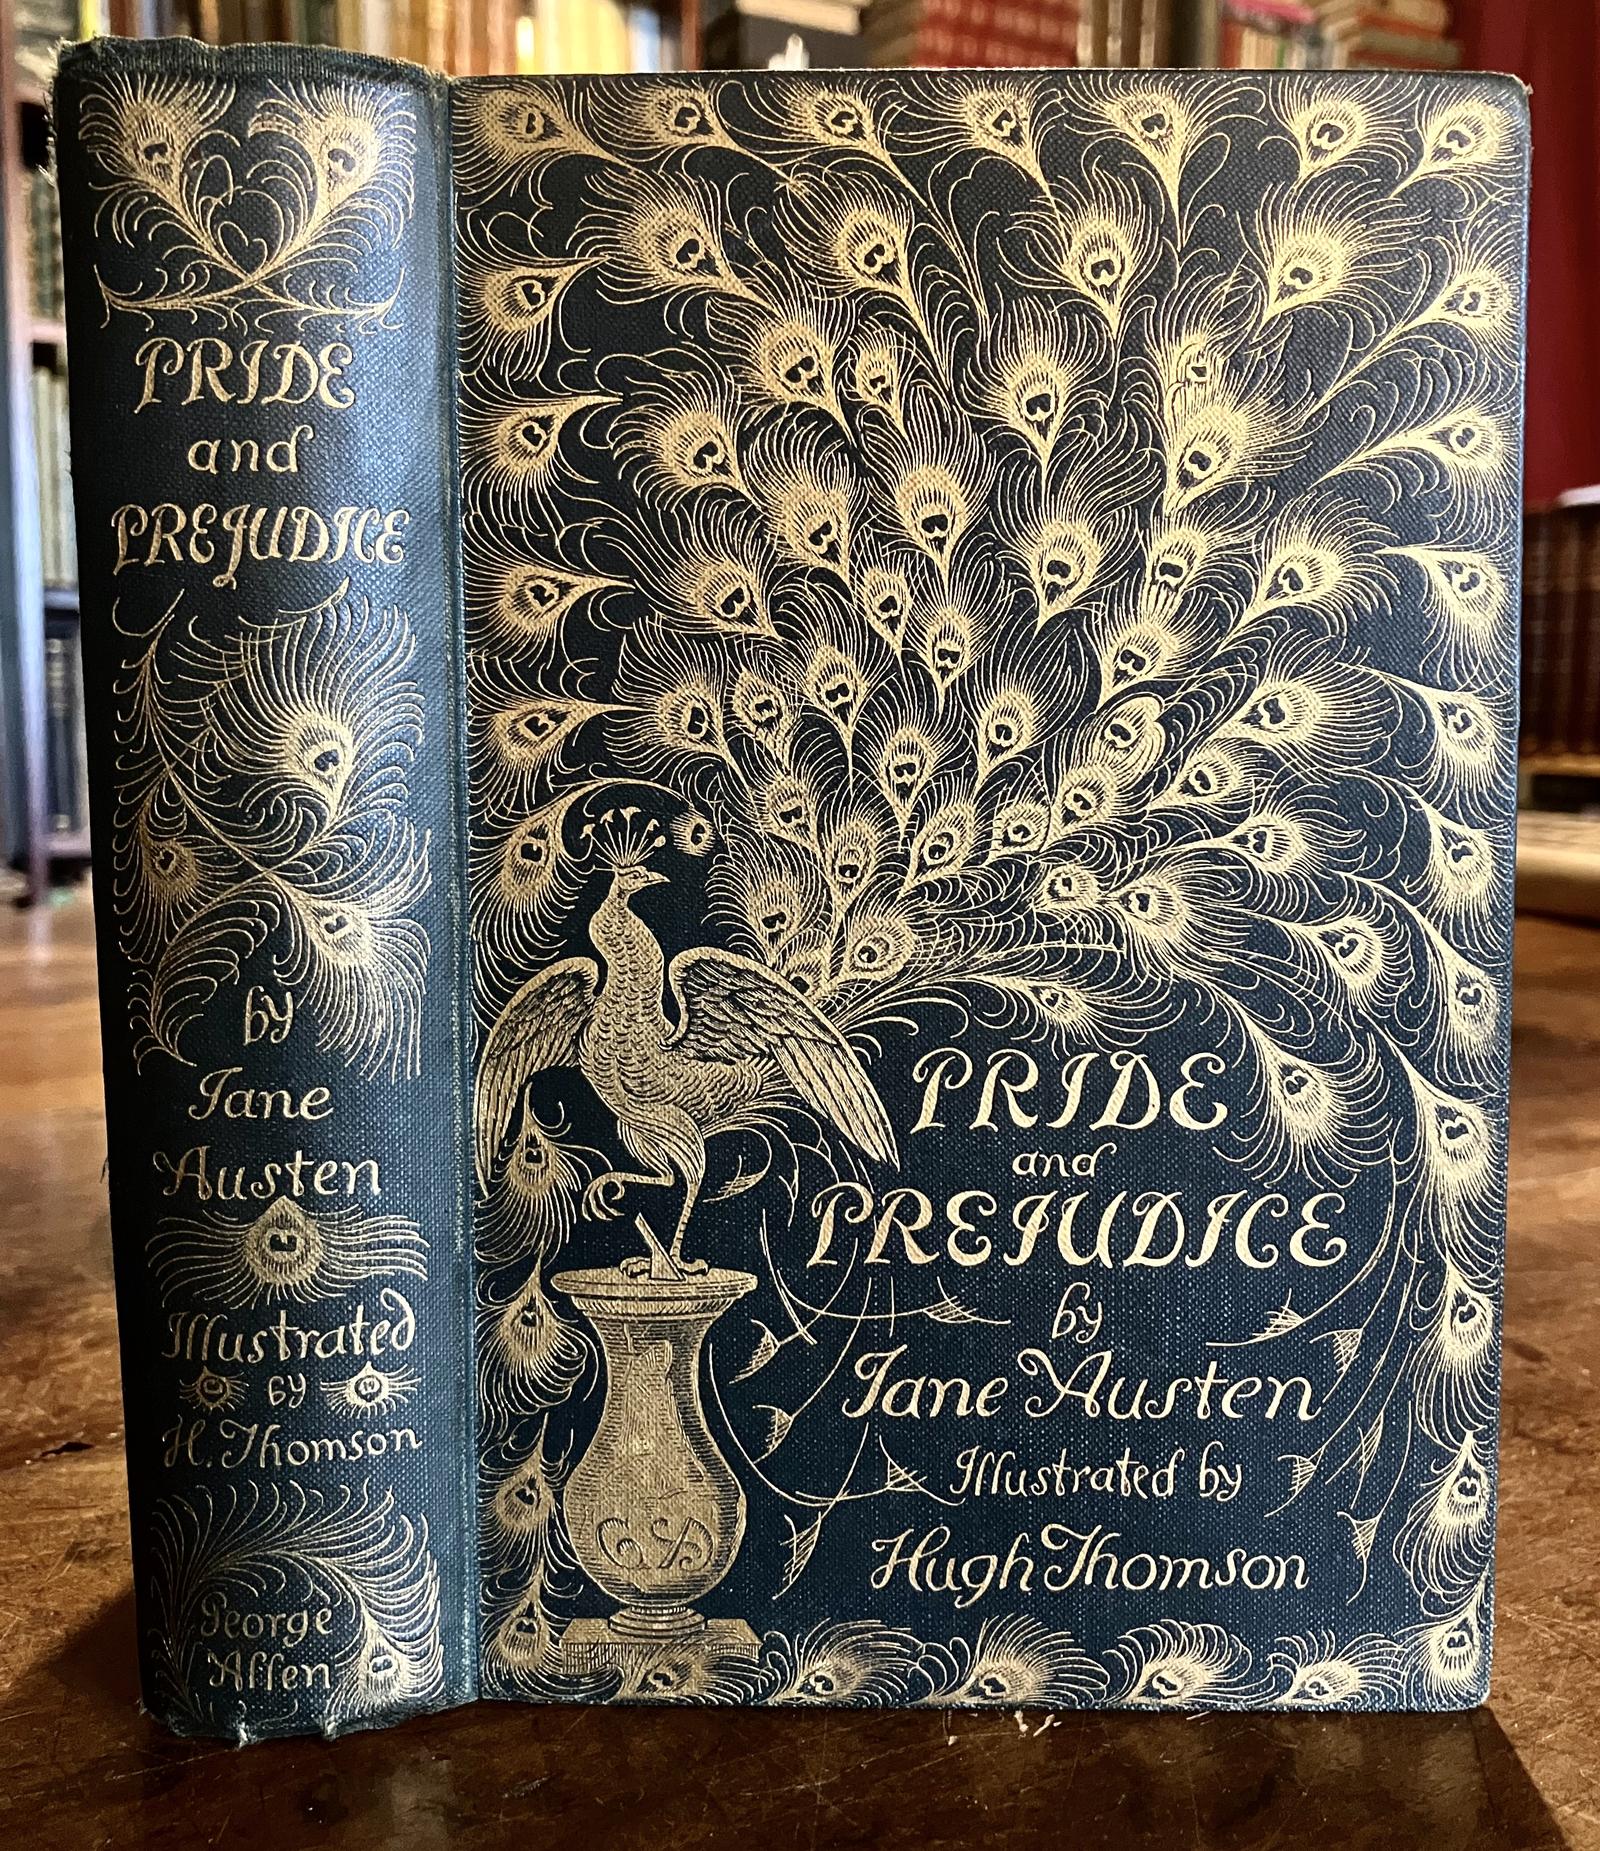 PRIDE
and
PREJUDICE
by
Jane
Austen
Illustrated
by
H. Thomson
George
Allen
PRIDE
and
PREJUDICE
by
Jane Austen
Illustrated by
Hugh Thomson